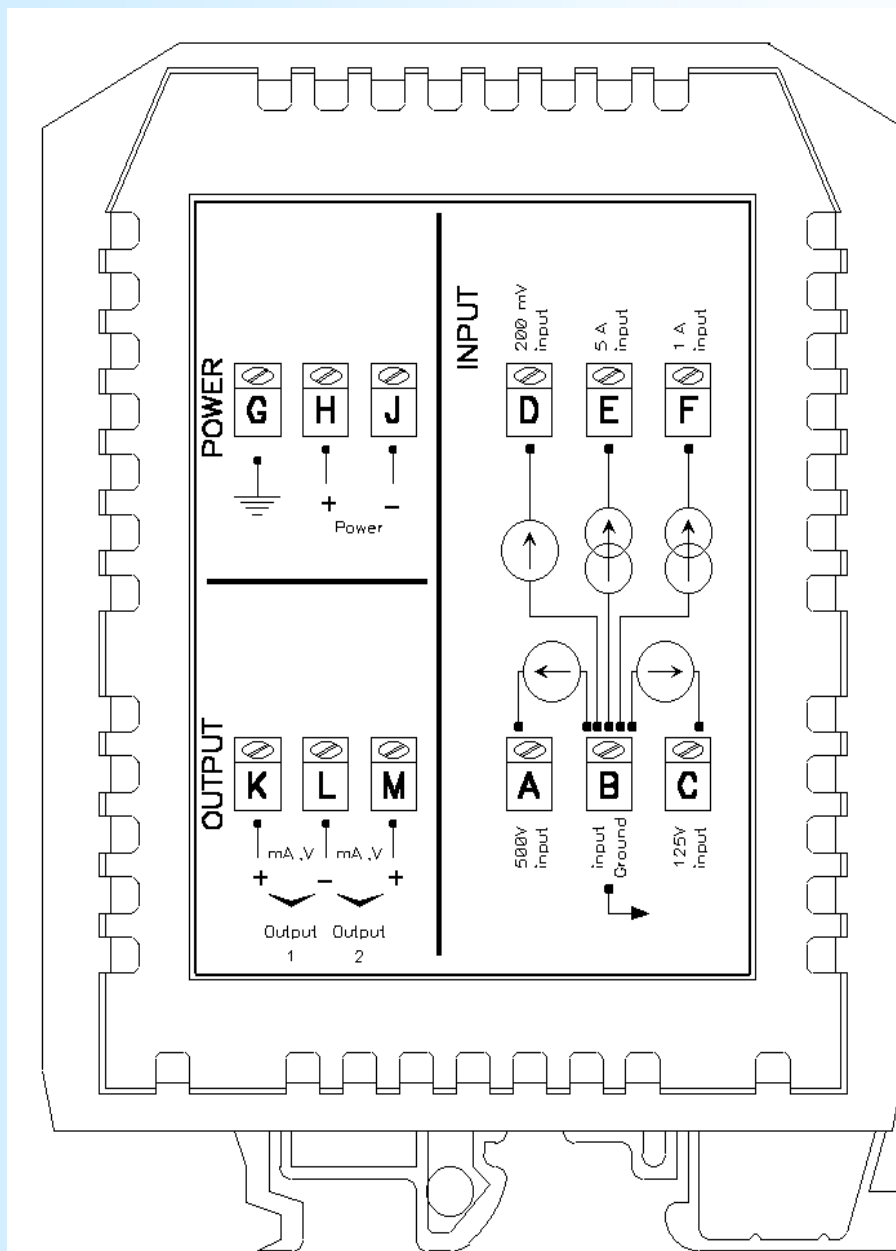 POWER
G H J
+ −
Power
OUTPUT
K L M
mA,V mA,V
+ − +
Output Output
1 2
INPUT
200 mV
input
5 A
input
1 A
input
D E F
A B C
500V
input
input
Ground
125V
input